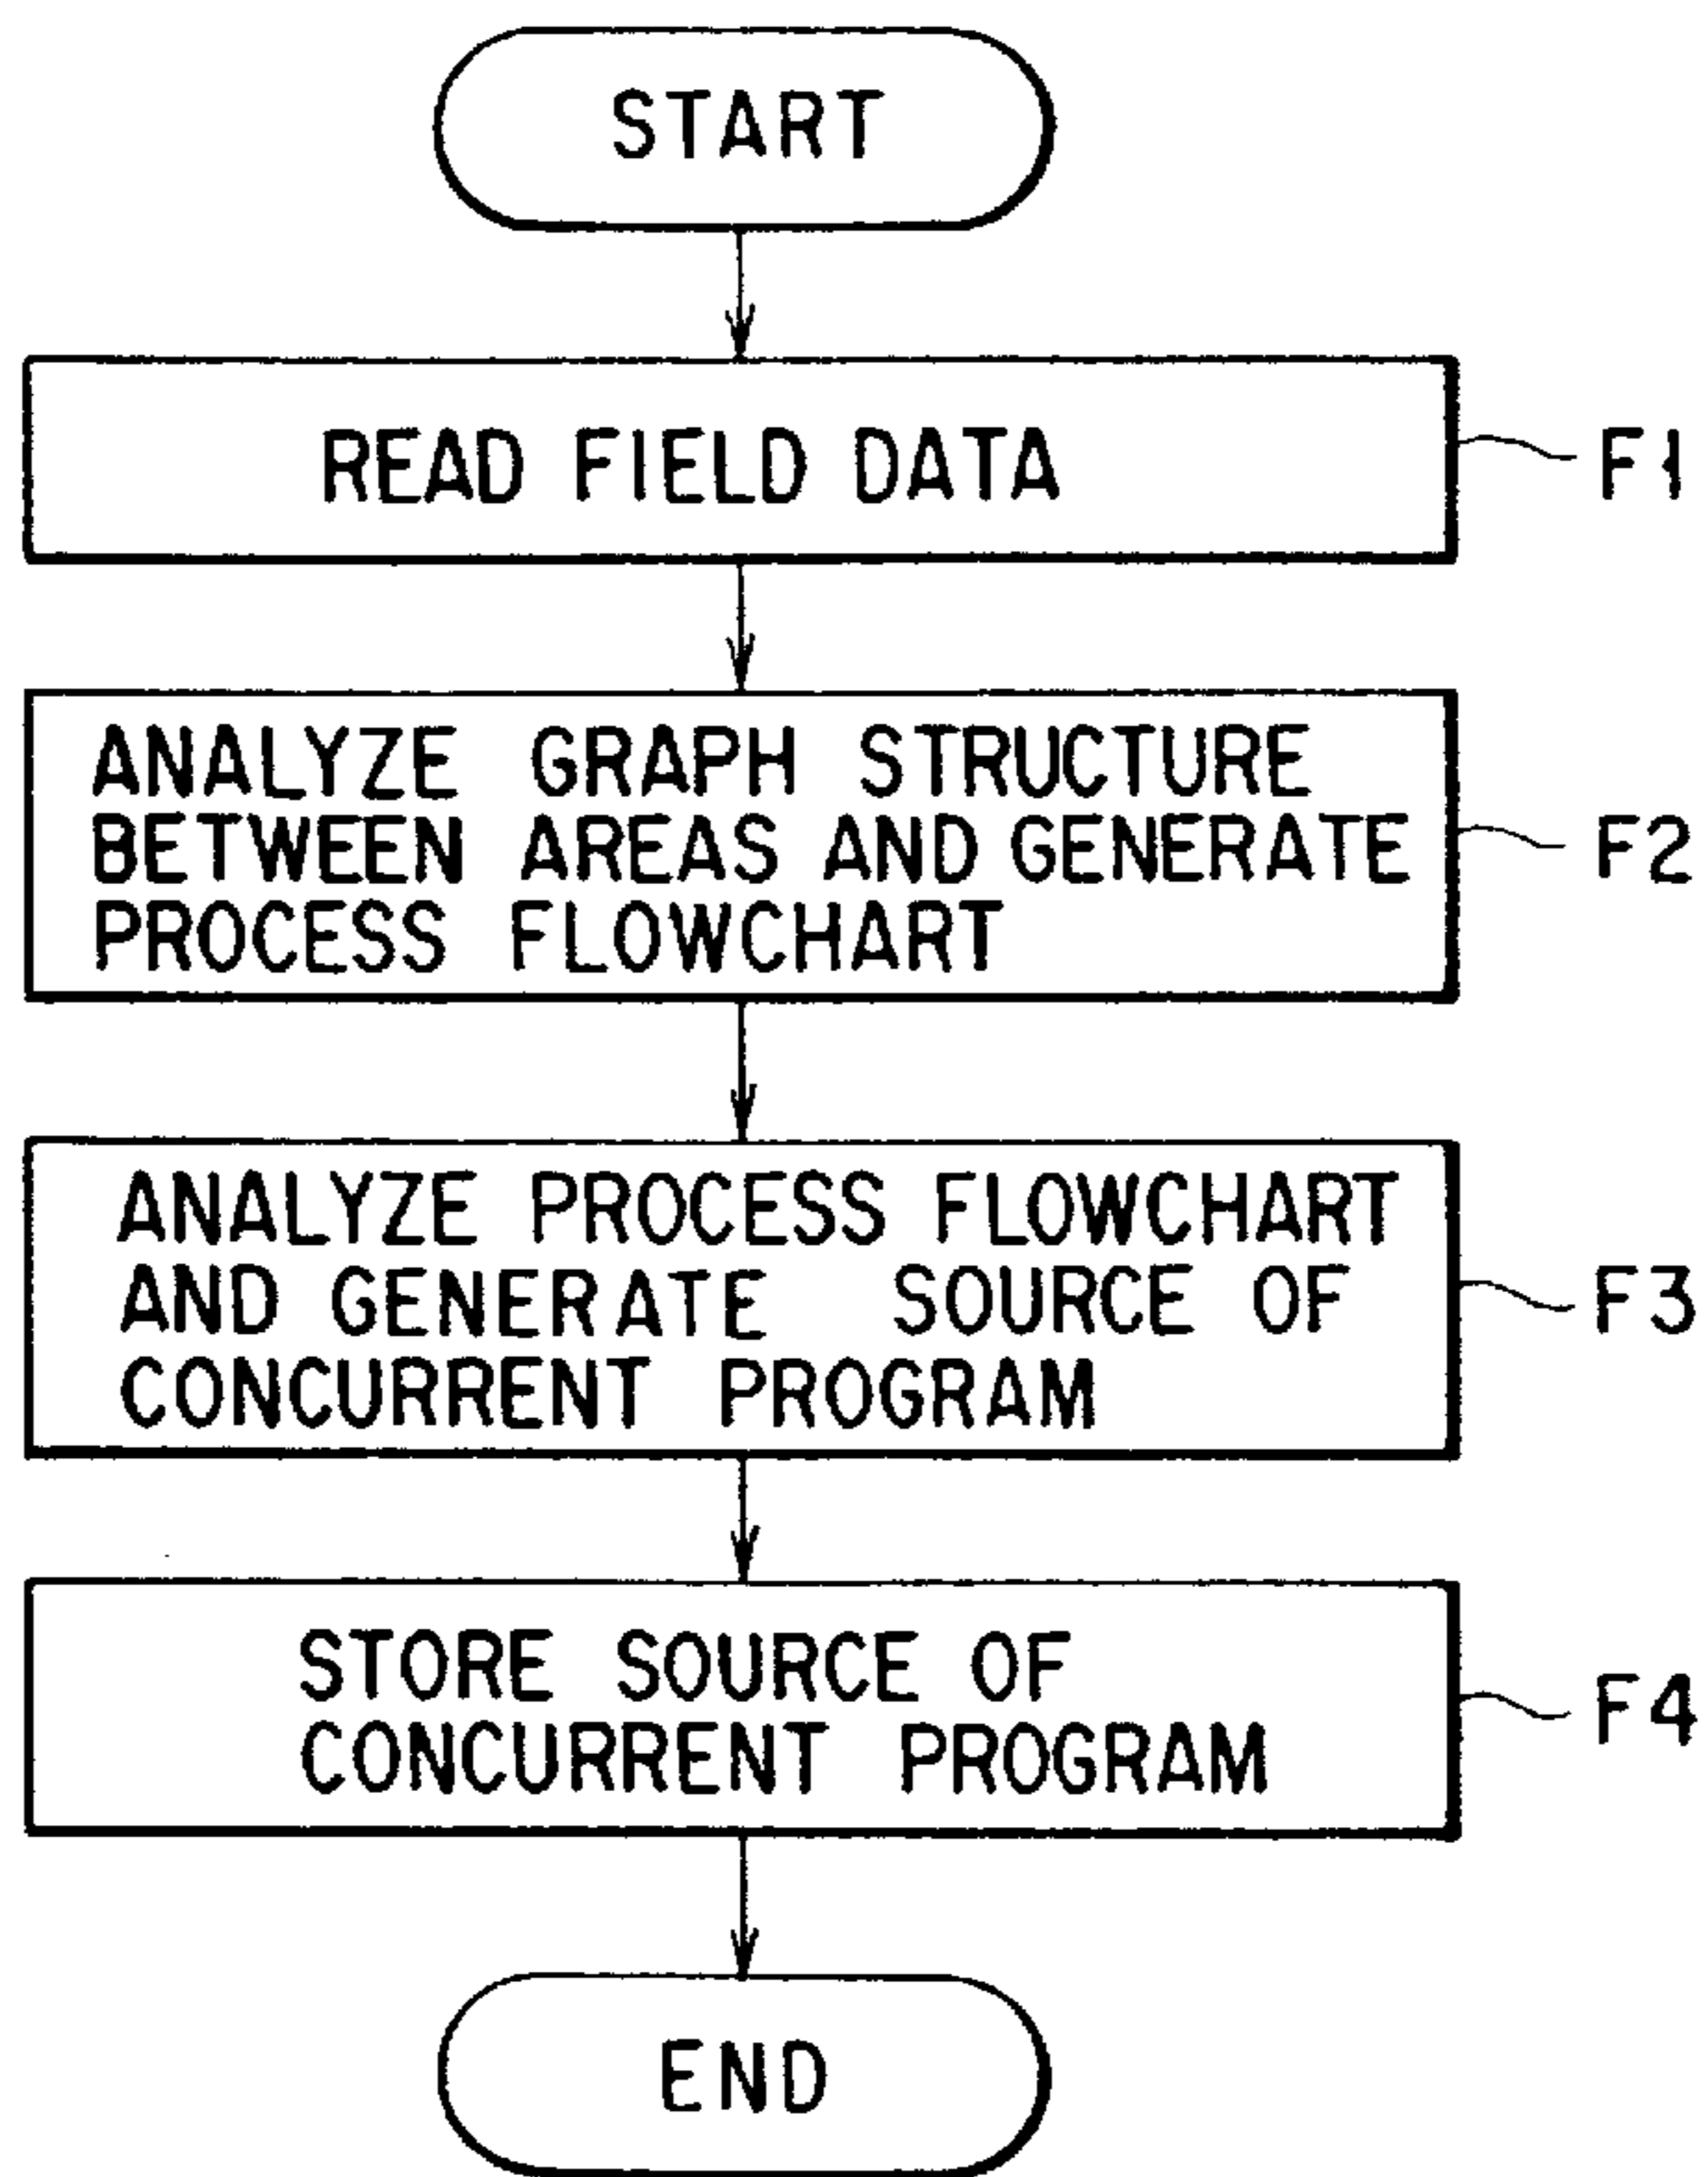 START
READ FIELD DATA
F1
ANALYZE GRAPH STRUCTURE
BETWEEN AREAS AND GENERATE
PROCESS FLOWCHART
F2
ANALYZE PROCESS FLOWCHART
AND GENERATE SOURCE OF
CONCURRENT PROGRAM
F3
STORE SOURCE OF
CONCURRENT PROGRAM
F4
END